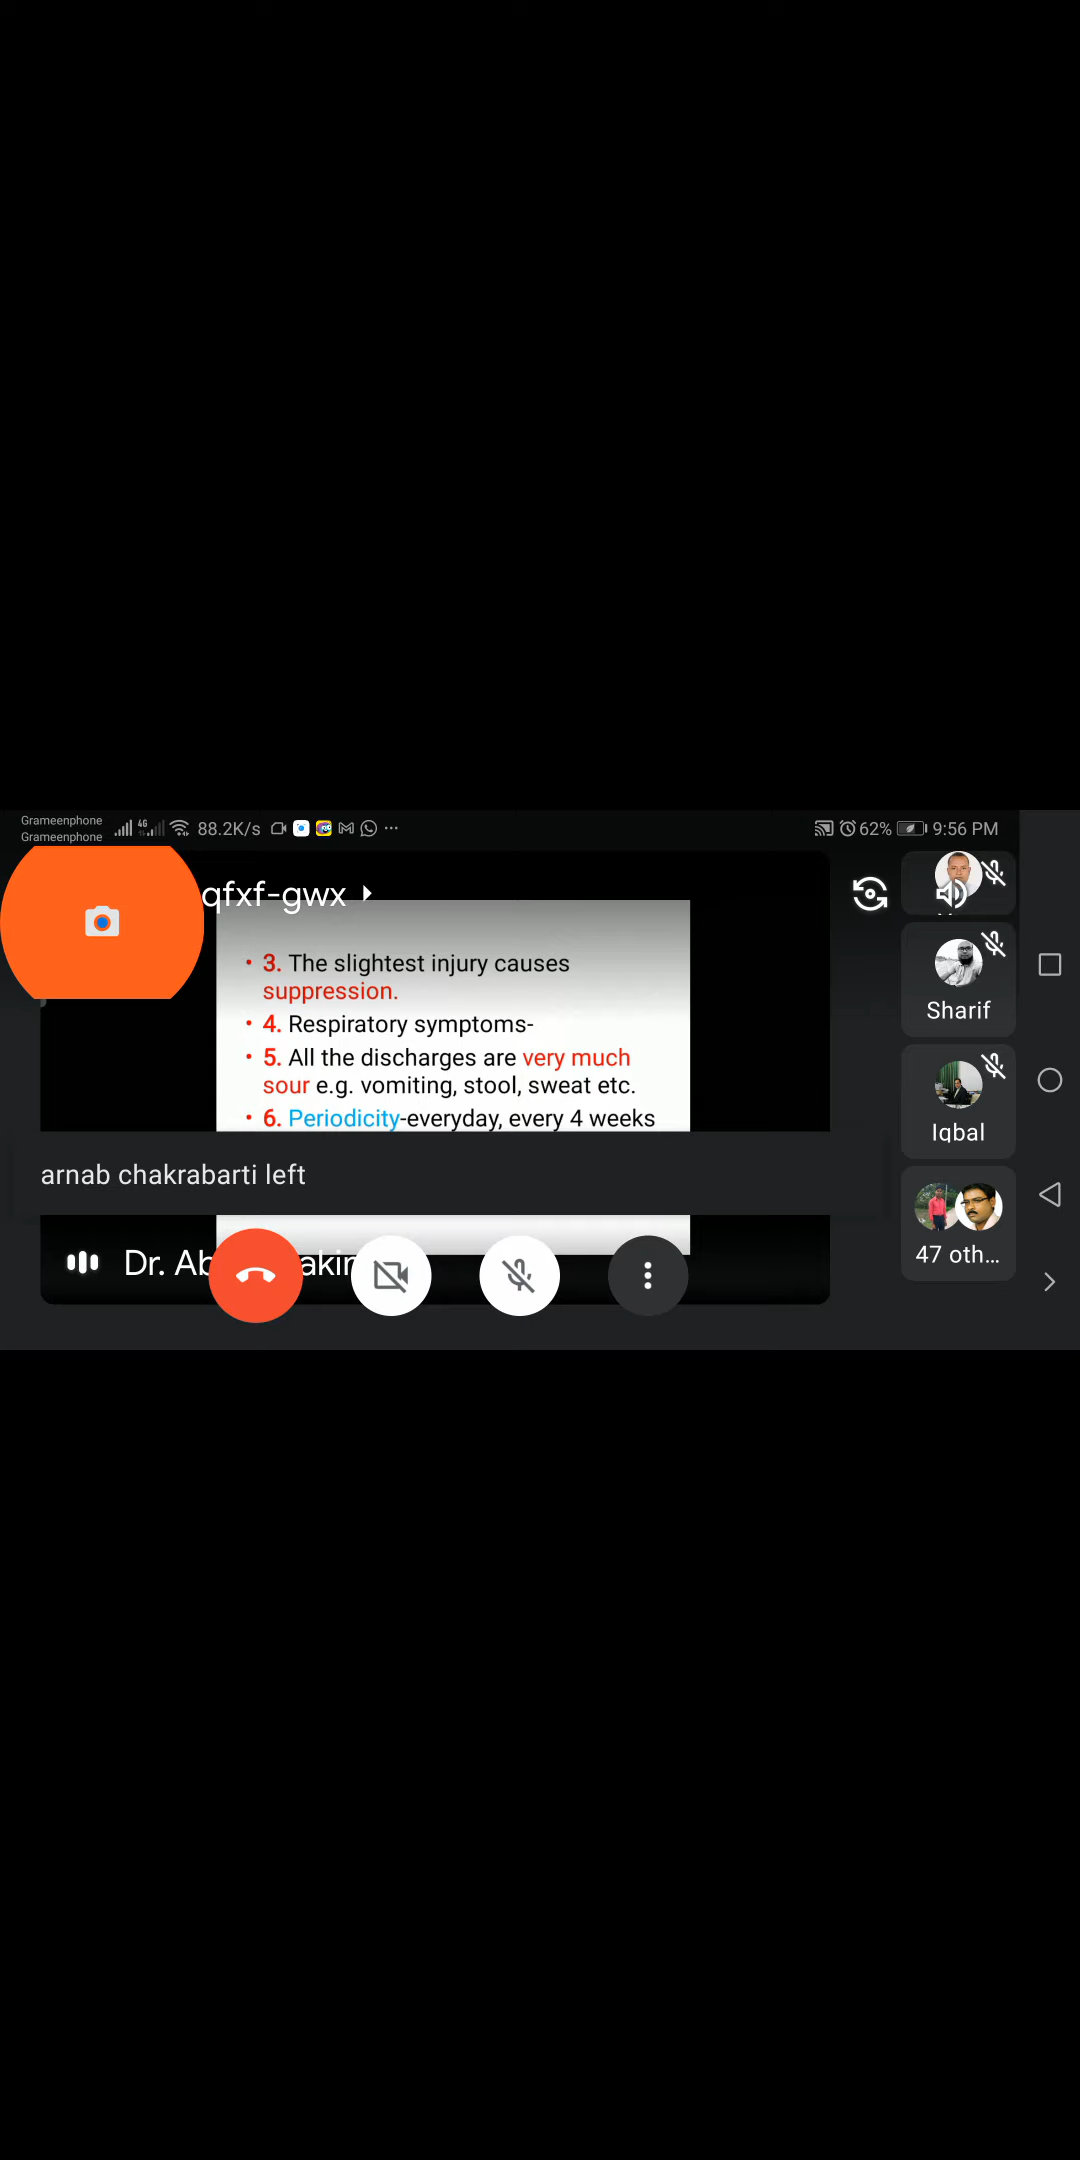 Grameenphone
Grameenphone
4G
88.2K/s
62%
9:56 PM
qfxf-gwx
• 3. The slightest injury causes
suppression.
• 4. Respiratory symptoms-
• 5. All the discharges are very much
sour e.g. vomiting, stool, sweat etc.
• 6. Periodicity-everyday, every 4 weeks
arnab chakrabarti left
Dr.
Sharif
Iqbal
47 oth...